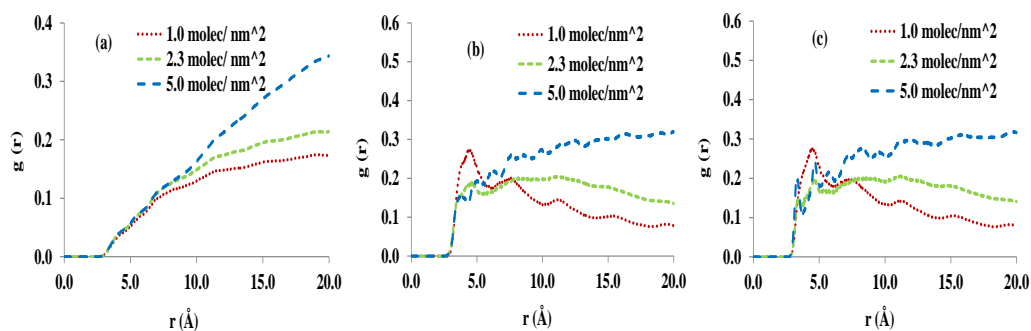 (a)
1.0 molec/ nm^2
2.3 molec/ nm^2
5.0 molec/ nm^2
g (r)
0.4
0.3
0.2
0.1
0.0
0.0 5.0 10.0 15.0 20.0
r (Å)
(b)
1.0 molec/ nm^2
2.3 molec/nm^2
5.0 molec/nm^2
g (r)
0.6
0.5
0.4
0.3
0.2
0.1
0.0
0.0 5.0 10.0 15.0 20.0
r (Å)
(c)
1.0 molec/ nm^2
2.3 molec/nm^2
5.0 molec/nm^2
g (r)
0.6
0.5
0.4
0.3
0.2
0.1
0.0
0.0 5.0 10.0 15.0 20.0
r (Å)